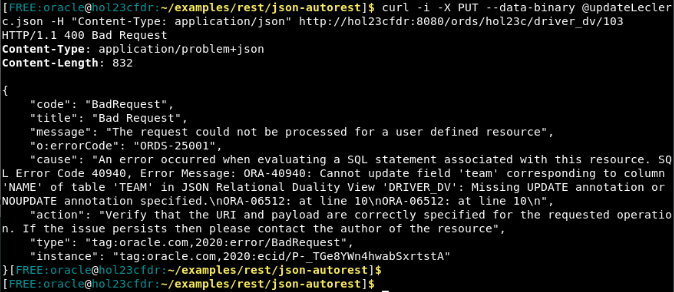 [FREE:oracle@hol23cfdr:~/examples/rest/json-autorest]$ curl -i -X PUT --data-binary @updateLecler
c.json -H "Content-Type: application/json" http://hol23cfdr:8080/ords/hol23c/driver_dv/103
HTTP/1.1 400 Bad Request
Content-Type: application/problem+json
Content-Length: 832

{
    "code": "BadRequest",
    "title": "Bad Request",
    "message": "The request could not be processed for a user defined resource",
    "o:errorCode": "ORDS-25001",
    "cause": "An error occurred when evaluating a SQL statement associated with this resource. SQ
L Error Code 40940, Error Message: ORA-40940: Cannot update field 'team' corresponding to column
'NAME' of table 'TEAM' in JSON Relational Duality View 'DRIVER_DV': Missing UPDATE annotation or
NOUPDATE annotation specified.\nORA-06512: at line 10\nORA-06512: at line 10\n",
    "action": "Verify that the URI and payload are correctly specified for the requested operatio
n. If the issue persists then please contact the author of the resource",
    "type": "tag:oracle.com,2020:error/BadRequest",
    "instance": "tag:oracle.com,2020:ecid/P-_TGe8YWn4hwabSxrtstA"
}[FREE:oracle@hol23cfdr:~/examples/rest/json-autorest]$
[FREE:oracle@hol23cfdr:~/examples/rest/json-autorest]$